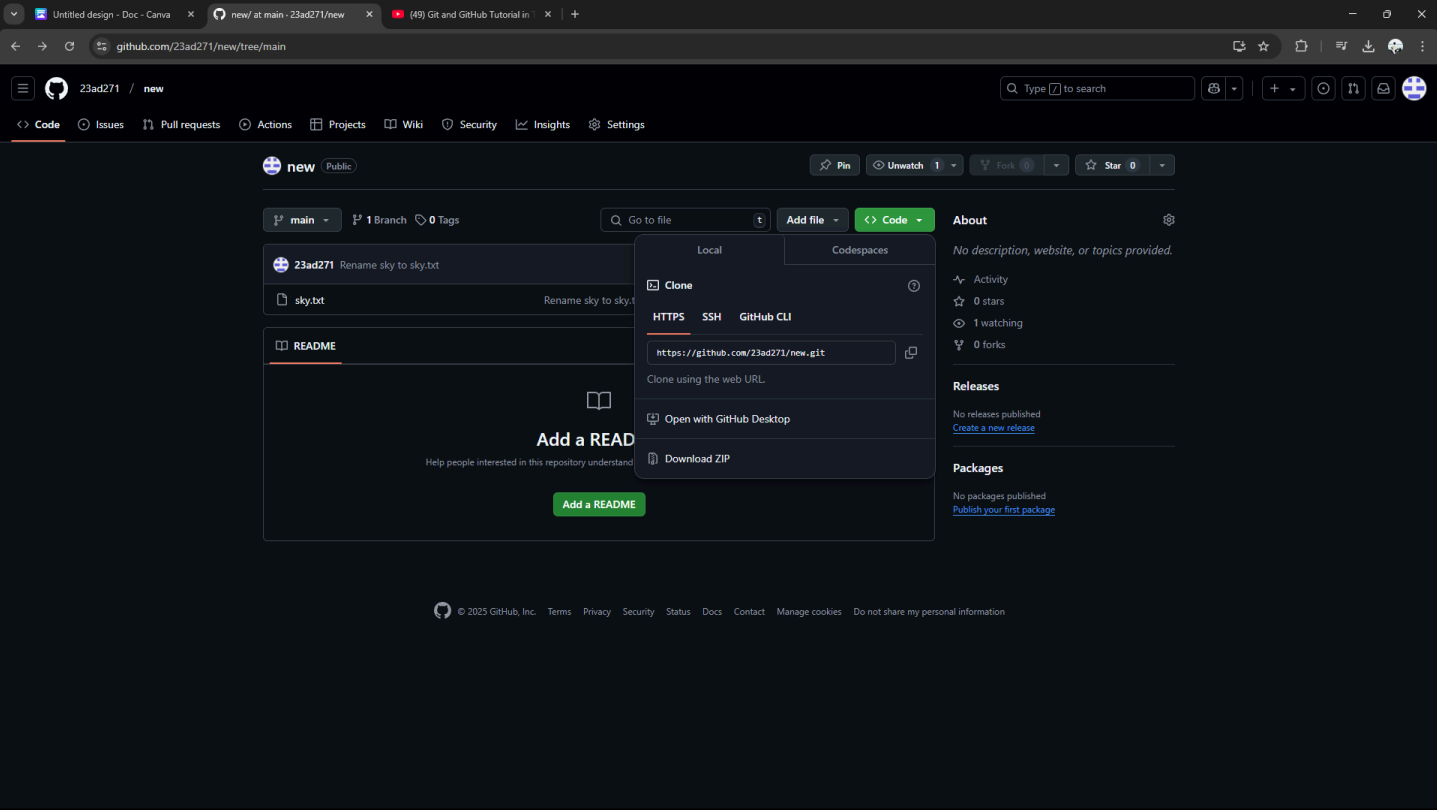 Untitled design - Doc - Canva
new/ at main · 23ad271/new
(49) Git and GitHub Tutorial in
github.com/23ad271/new/tree/main
23ad271 / new
Type / to search
Code
Issues
Pull requests
Actions
Projects
Wiki
Security
Insights
Settings
new Public
Pin
Unwatch 1
Fork 0
Star 0
main
1 Branch
0 Tags
Go to file t
Add file
Code
About
No description, website, or topics provided.
Activity
0 stars
1 watching
0 forks
Releases
No releases published
Create a new release
Packages
No packages published
Publish your first package
23ad271 Rename sky to sky.txt
sky.txt Rename sky to sky.
README
Add a READ
Help people interested in this repository understand
Add a README
Local
Codespaces
Clone
HTTPS
SSH
GitHub CLI
https://github.com/23ad271/new.git
Clone using the web URL.
Open with GitHub Desktop
Download ZIP
© 2025 GitHub, Inc. Terms Privacy Security Status Docs Contact Manage cookies Do not share my personal information